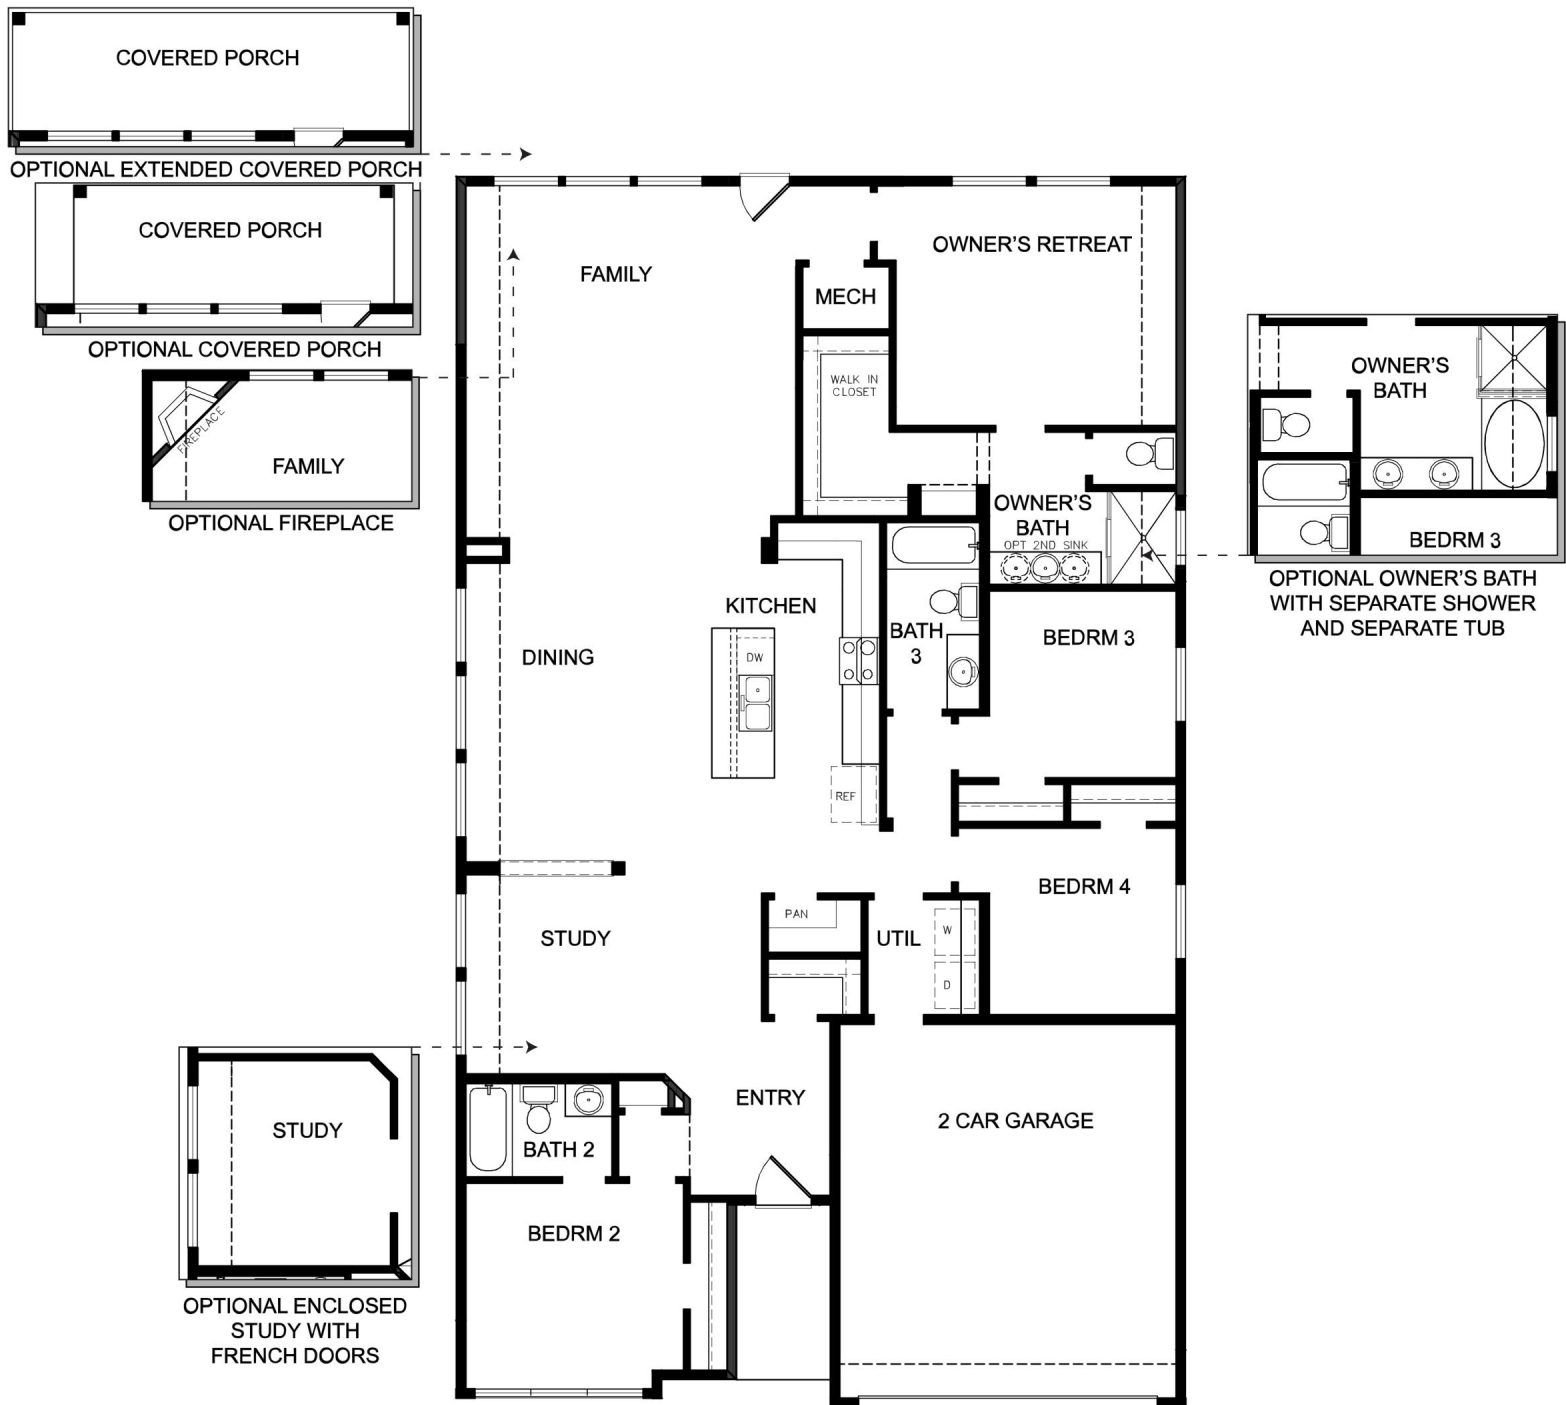 COVERED PORCH
OPTIONAL EXTENDED COVERED PORCH
COVERED PORCH
OPTIONAL COVERED PORCH
FIREPLACE
FAMILY
OPTIONAL FIREPLACE
FAMILY
OWNER'S RETREAT
MECH
WALK IN
CLOSET
OWNER'S
BATH
OPT 2ND SINK
OWNER'S
BATH
BEDRM 3
OPTIONAL OWNER'S BATH
WITH SEPARATE SHOWER
AND SEPARATE TUB
KITCHEN
DW
DINING
REF
BATH
3
BEDRM 3
BEDRM 4
PAN
UTIL
W
D
STUDY
STUDY
OPTIONAL ENCLOSED
STUDY WITH
FRENCH DOORS
ENTRY
BATH 2
BEDRM 2
2 CAR GARAGE